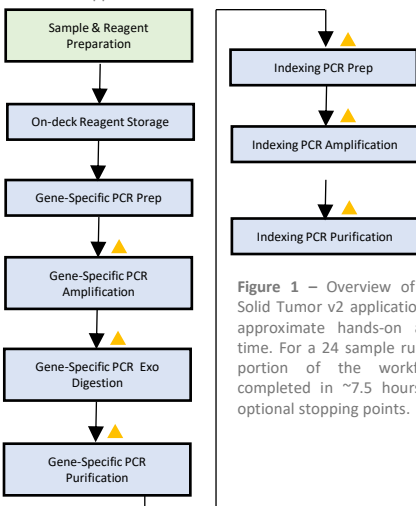 Sample & Reagent
Preparation
On-deck Reagent Storage
Gene-Specific PCR Prep
Gene-Specific PCR
Amplification
Gene-Specific PCR Exo
Digestion
Gene-Specific PCR
Purification
Indexing PCR Prep
Indexing PCR Amplification
Indexing PCR Purification
Figure 1 – Overview of
Solid Tumor v2 application
approximate hands-on
time. For a 24 sample
portion of the
completed in ~7.5 hours
optional stopping points.